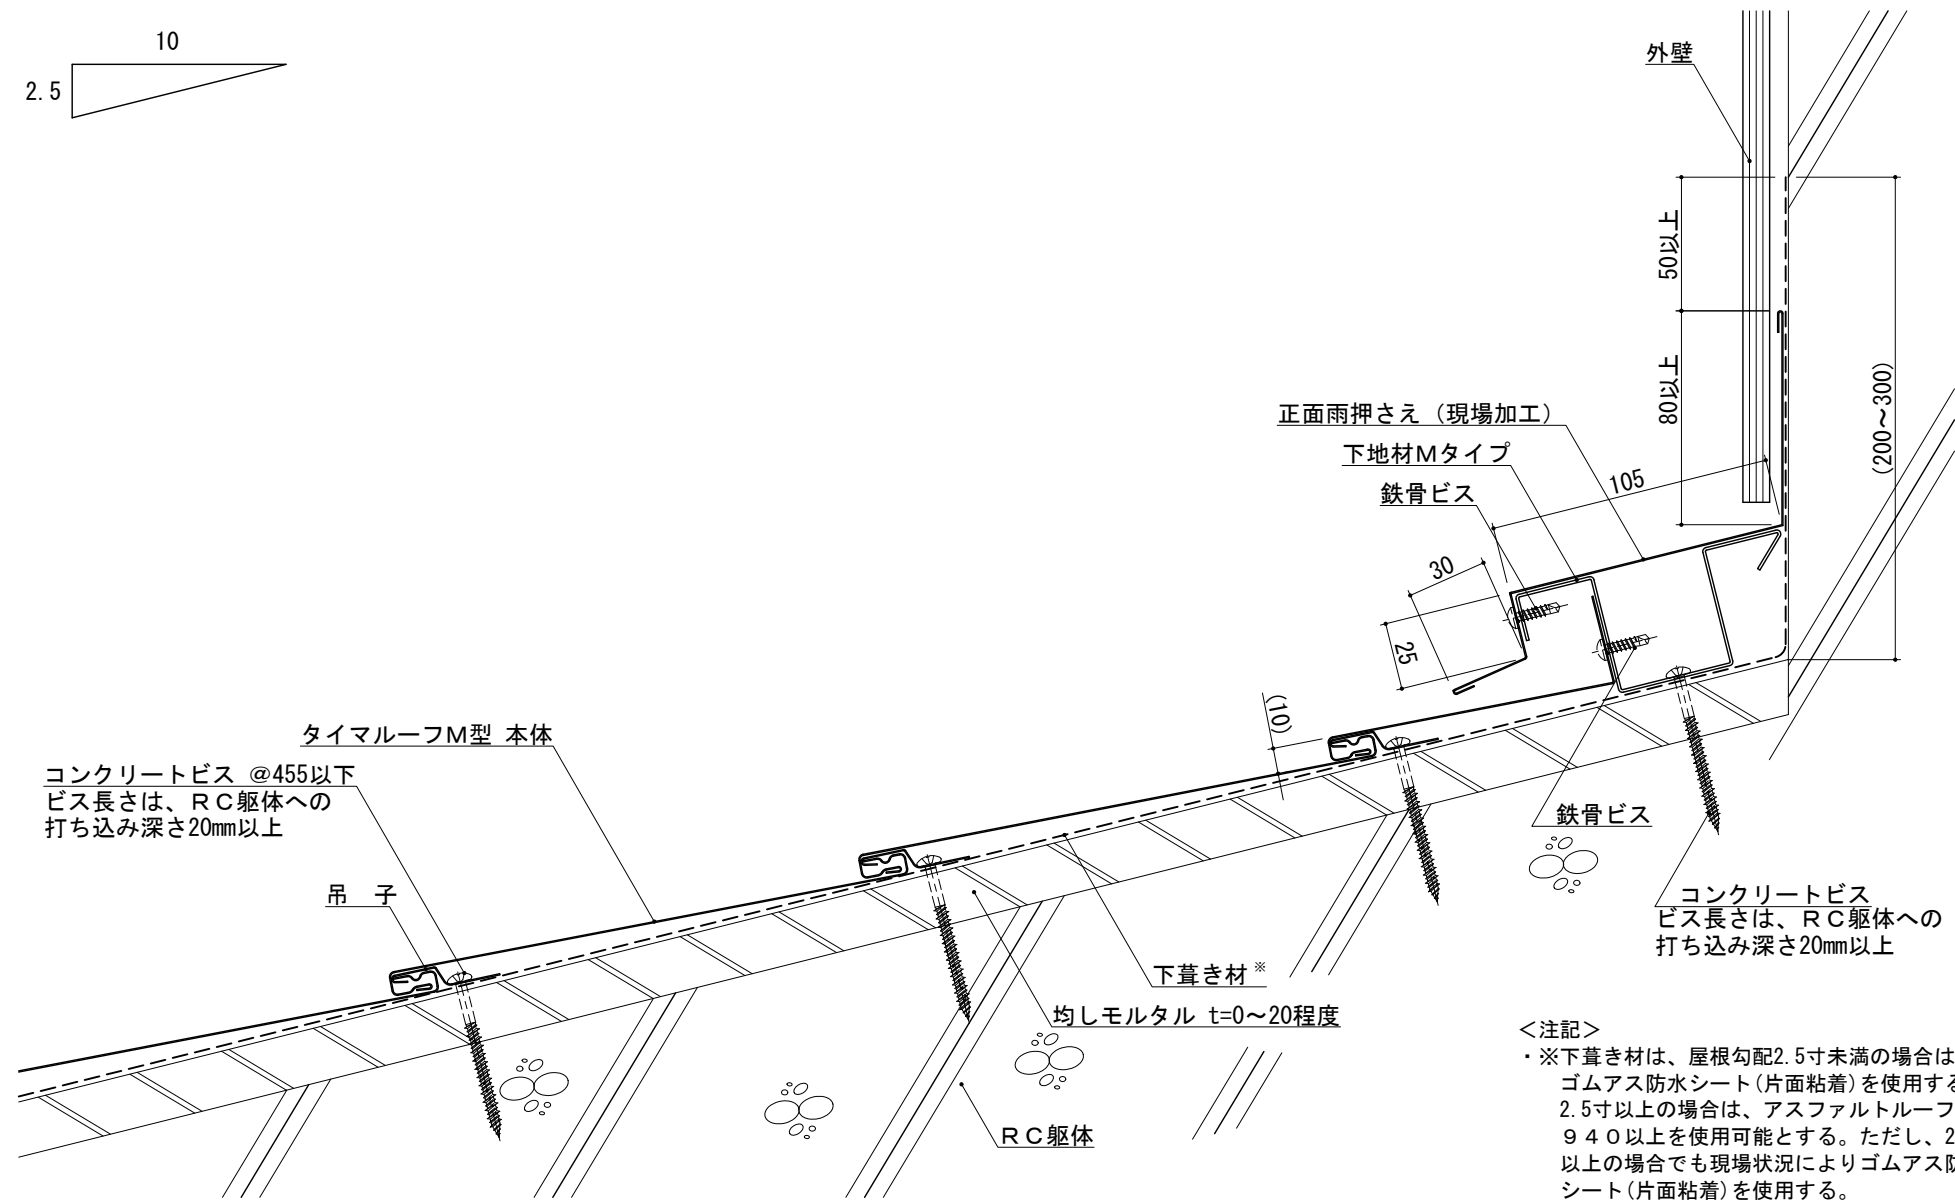 10
2.5
外壁
50以上
80以上
(200～300)
正面雨押さえ（現場加工）
下地材Mタイプ
鉄骨ビス
105
30
25
(10)
タイマルーフM型 本体
コンクリートビス @455以下
ビス長さは、ＲＣ躯体への
打ち込み深さ20mm以上
吊　子
鉄骨ビス
コンクリートビス
ビス長さは、ＲＣ躯体への
打ち込み深さ20mm以上
下葺き材※
均しモルタル t=0～20程度
ＲＣ躯体
＜注記＞
・※下葺き材は、屋根勾配2.5寸未満の場合は
ゴムアス防水シート(片面粘着)を使用する
2.5寸以上の場合は、アスファルトルーフ
９４０以上を使用可能とする。ただし、2
以上の場合でも現場状況によりゴムアス防
シート(片面粘着)を使用する。